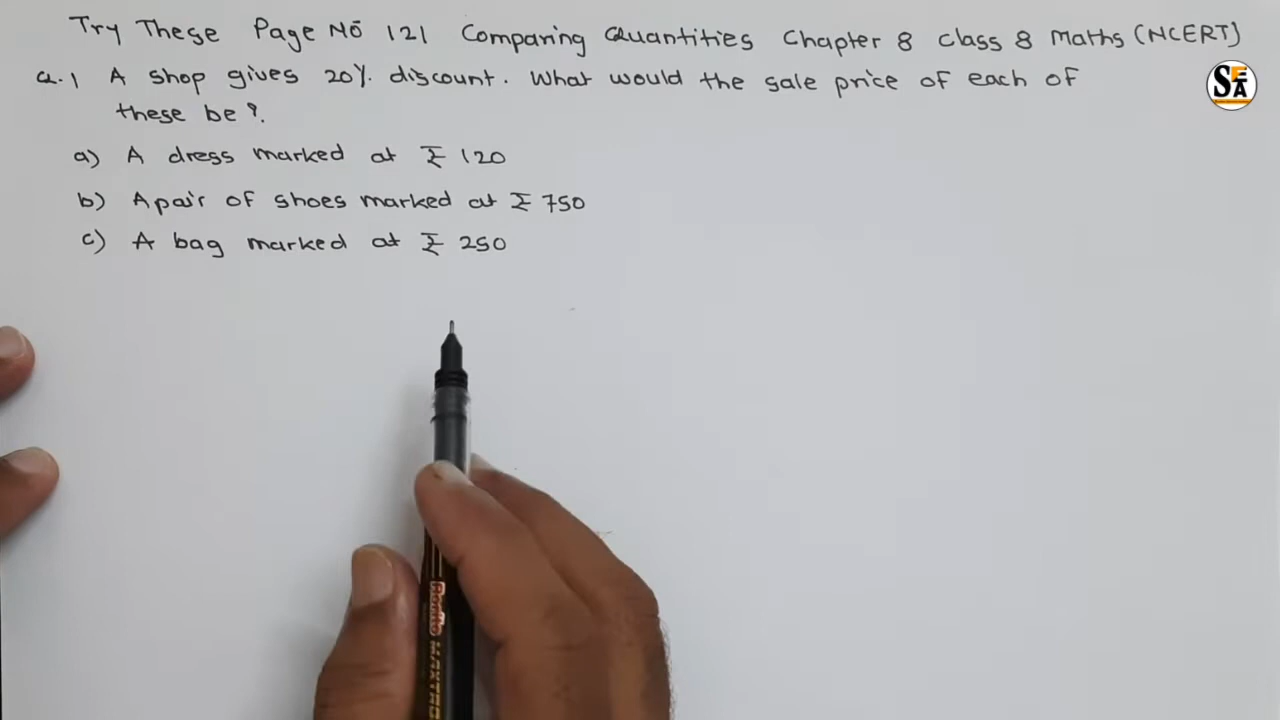 Try These Page No 121 Comparing Quantities Chapter 8 class 8 Maths (NCERT)
Q.1 A shop gives 20% discount. What would the sale price of each of
these be?
a) A dress marked at ₹ 120
b) A pair of shoes marked at ₹ 750
c) A bag marked at ₹ 250
SFA